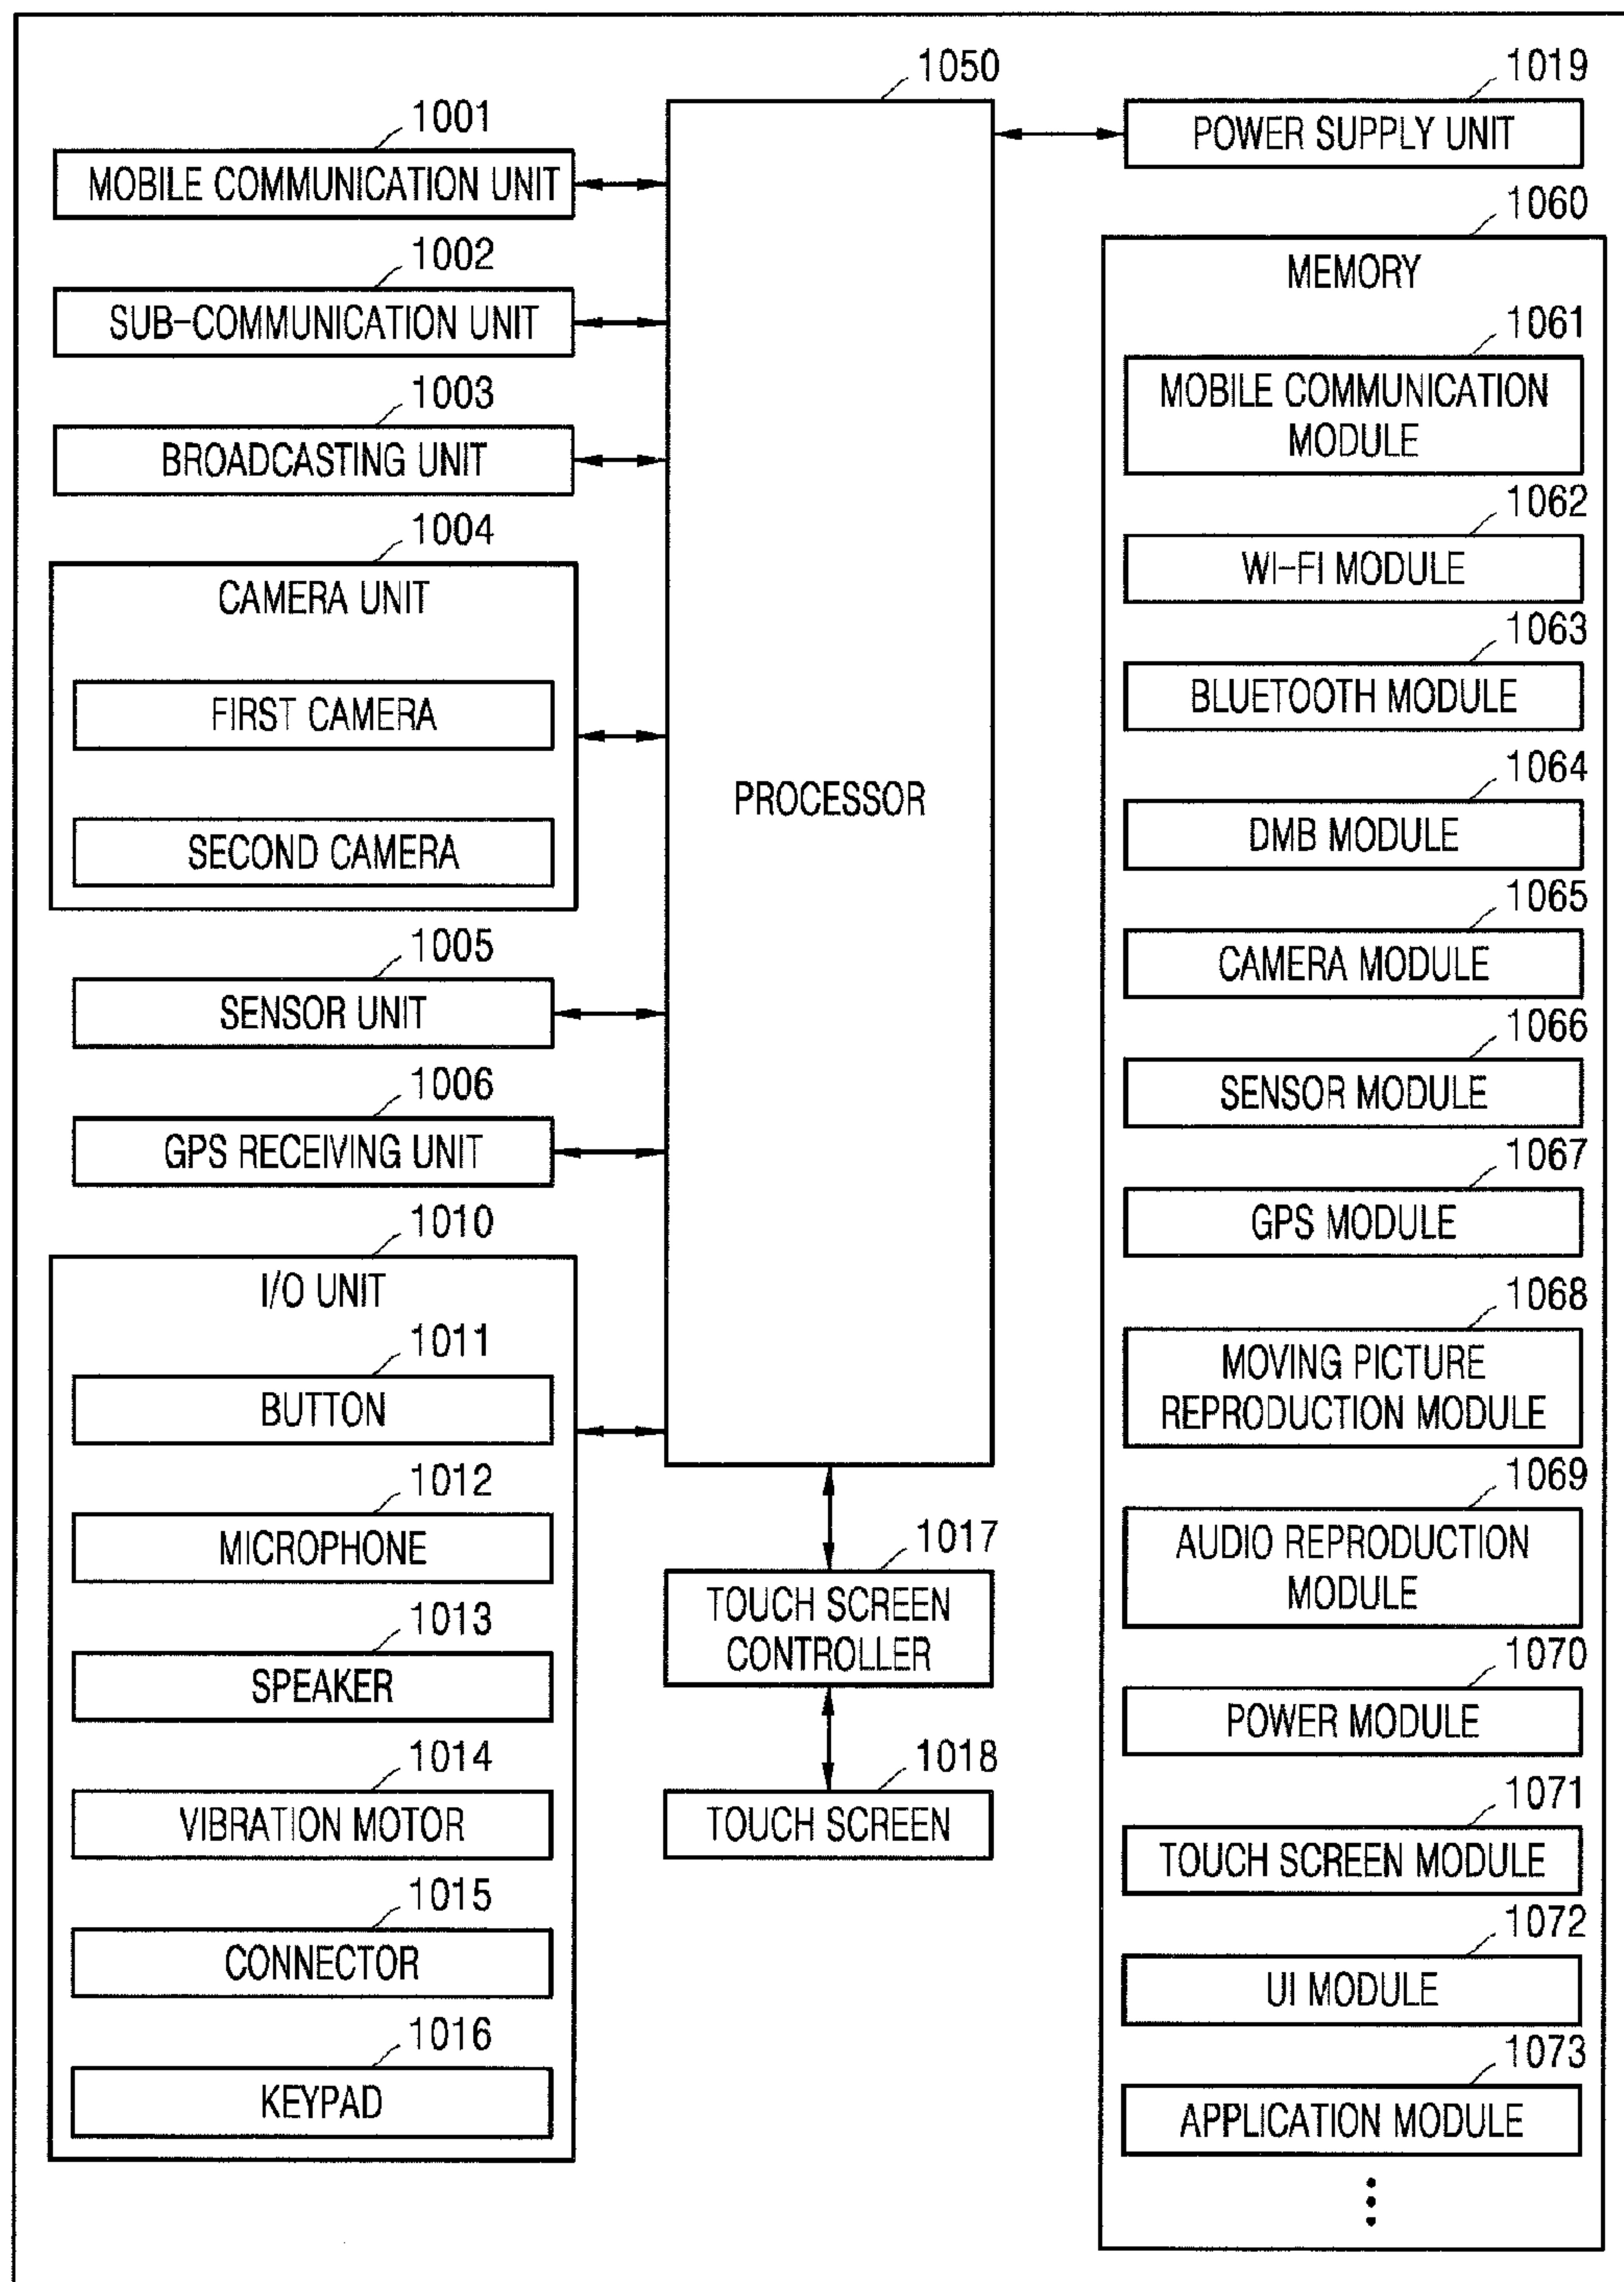 1050
1019
POWER SUPPLY UNIT
1001
MOBILE COMMUNICATION UNIT
1002
SUB-COMMUNICATION UNIT
1003
BROADCASTING UNIT
1004
CAMERA UNIT
FIRST CAMERA
SECOND CAMERA
1005
SENSOR UNIT
1006
GPS RECEIVING UNIT
1010
I/O UNIT
1011
BUTTON
1012
MICROPHONE
1013
SPEAKER
1014
VIBRATION MOTOR
1015
CONNECTOR
1016
KEYPAD
PROCESSOR
1017
TOUCH SCREEN
CONTROLLER
1018
TOUCH SCREEN
1060
MEMORY
1061
MOBILE COMMUNICATION
MODULE
1062
WI-FI MODULE
1063
BLUETOOTH MODULE
1064
DMB MODULE
1065
CAMERA MODULE
1066
SENSOR MODULE
1067
GPS MODULE
1068
MOVING PICTURE
REPRODUCTION MODULE
1069
AUDIO REPRODUCTION
MODULE
1070
POWER MODULE
1071
TOUCH SCREEN MODULE
1072
UI MODULE
1073
APPLICATION MODULE